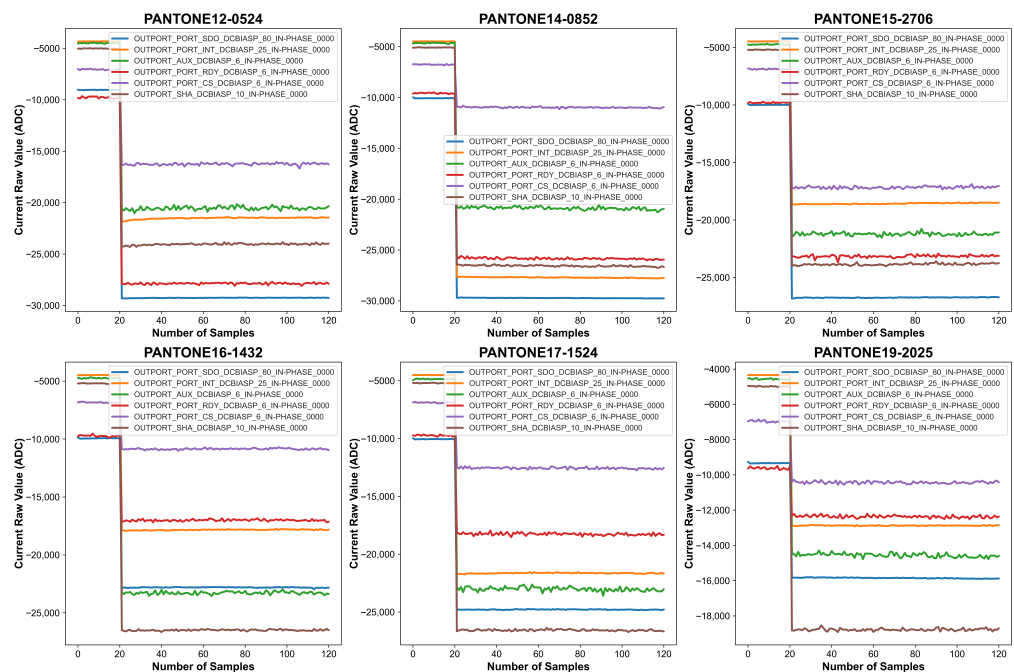 PANTONE12-0524
Current Raw Value (ADC)
−5000
−10,000
−15,000
−20,000
−25,000
−30,000
OUTPORT_PORT_SDO_DCBIASP_80_IN-PHASE_0000
OUTPORT_PORT_INT_DCBIASP_25_IN-PHASE_0000
OUTPORT_AUX_DCBIASP_6_IN-PHASE_0000
OUTPORT_PORT_RDY_DCBIASP_6_IN-PHASE_0000
OUTPORT_PORT_CS_DCBIASP_6_IN-PHASE_0000
OUTPORT_SHA_DCBIASP_10_IN-PHASE_0000
0 20 40 60 80 100 120
Number of Samples
PANTONE14-0852
Current Raw Value (ADC)
−5000
−10,000
−15,000
−20,000
−25,000
−30,000
OUTPORT_PORT_SDO_DCBIASP_80_IN-PHASE_0000
OUTPORT_PORT_INT_DCBIASP_25_IN-PHASE_0000
OUTPORT_AUX_DCBIASP_6_IN-PHASE_0000
OUTPORT_PORT_RDY_DCBIASP_6_IN-PHASE_0000
OUTPORT_PORT_CS_DCBIASP_6_IN-PHASE_0000
OUTPORT_SHA_DCBIASP_10_IN-PHASE_0000
0 20 40 60 80 100 120
Number of Samples
PANTONE15-2706
Current Raw Value (ADC)
−5000
−10,000
−15,000
−20,000
−25,000
OUTPORT_PORT_SDO_DCBIASP_80_IN-PHASE_0000
OUTPORT_PORT_INT_DCBIASP_25_IN-PHASE_0000
OUTPORT_AUX_DCBIASP_6_IN-PHASE_0000
OUTPORT_PORT_RDY_DCBIASP_6_IN-PHASE_0000
OUTPORT_PORT_CS_DCBIASP_6_IN-PHASE_0000
OUTPORT_SHA_DCBIASP_10_IN-PHASE_0000
0 20 40 60 80 100 120
Number of Samples
PANTONE16-1432
Current Raw Value (ADC)
−5000
−10,000
−15,000
−20,000
−25,000
OUTPORT_PORT_SDO_DCBIASP_80_IN-PHASE_0000
OUTPORT_PORT_INT_DCBIASP_25_IN-PHASE_0000
OUTPORT_AUX_DCBIASP_6_IN-PHASE_0000
OUTPORT_PORT_RDY_DCBIASP_6_IN-PHASE_0000
OUTPORT_PORT_CS_DCBIASP_6_IN-PHASE_0000
OUTPORT_SHA_DCBIASP_10_IN-PHASE_0000
0 20 40 60 80 100 120
Number of Samples
PANTONE17-1524
Current Raw Value (ADC)
−5000
−10,000
−15,000
−20,000
−25,000
OUTPORT_PORT_SDO_DCBIASP_80_IN-PHASE_0000
OUTPORT_PORT_INT_DCBIASP_25_IN-PHASE_0000
OUTPORT_AUX_DCBIASP_6_IN-PHASE_0000
OUTPORT_PORT_RDY_DCBIASP_6_IN-PHASE_0000
OUTPORT_PORT_CS_DCBIASP_6_IN-PHASE_0000
OUTPORT_SHA_DCBIASP_10_IN-PHASE_0000
0 20 40 60 80 100 120
Number of Samples
PANTONE19-2025
Current Raw Value (ADC)
−4000
−6000
−8000
−10,000
−12,000
−14,000
−16,000
−18,000
OUTPORT_PORT_SDO_DCBIASP_80_IN-PHASE_0000
OUTPORT_PORT_INT_DCBIASP_25_IN-PHASE_0000
OUTPORT_AUX_DCBIASP_6_IN-PHASE_0000
OUTPORT_PORT_RDY_DCBIASP_6_IN-PHASE_0000
OUTPORT_PORT_CS_DCBIASP_6_IN-PHASE_0000
OUTPORT_SHA_DCBIASP_10_IN-PHASE_0000
0 20 40 60 80 100 120
Number of Samples